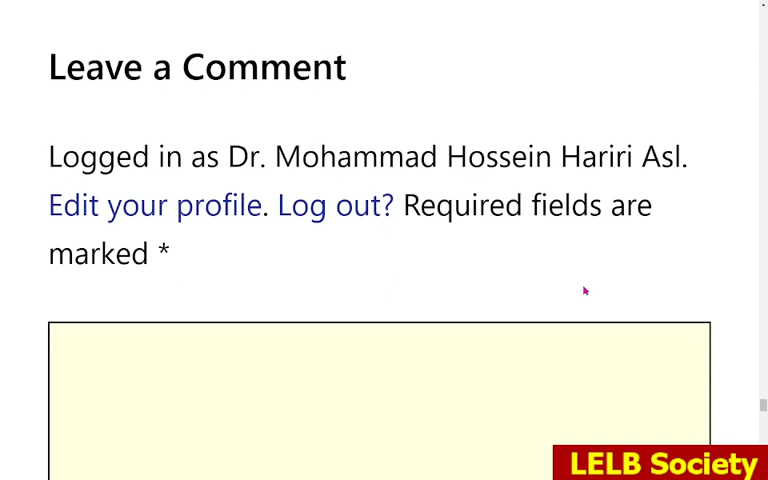 Leave a Comment
Logged in as Dr. Mohammad Hossein Hariri Asl.
Edit your profile. Log out? Required fields are
marked *
LELB Society